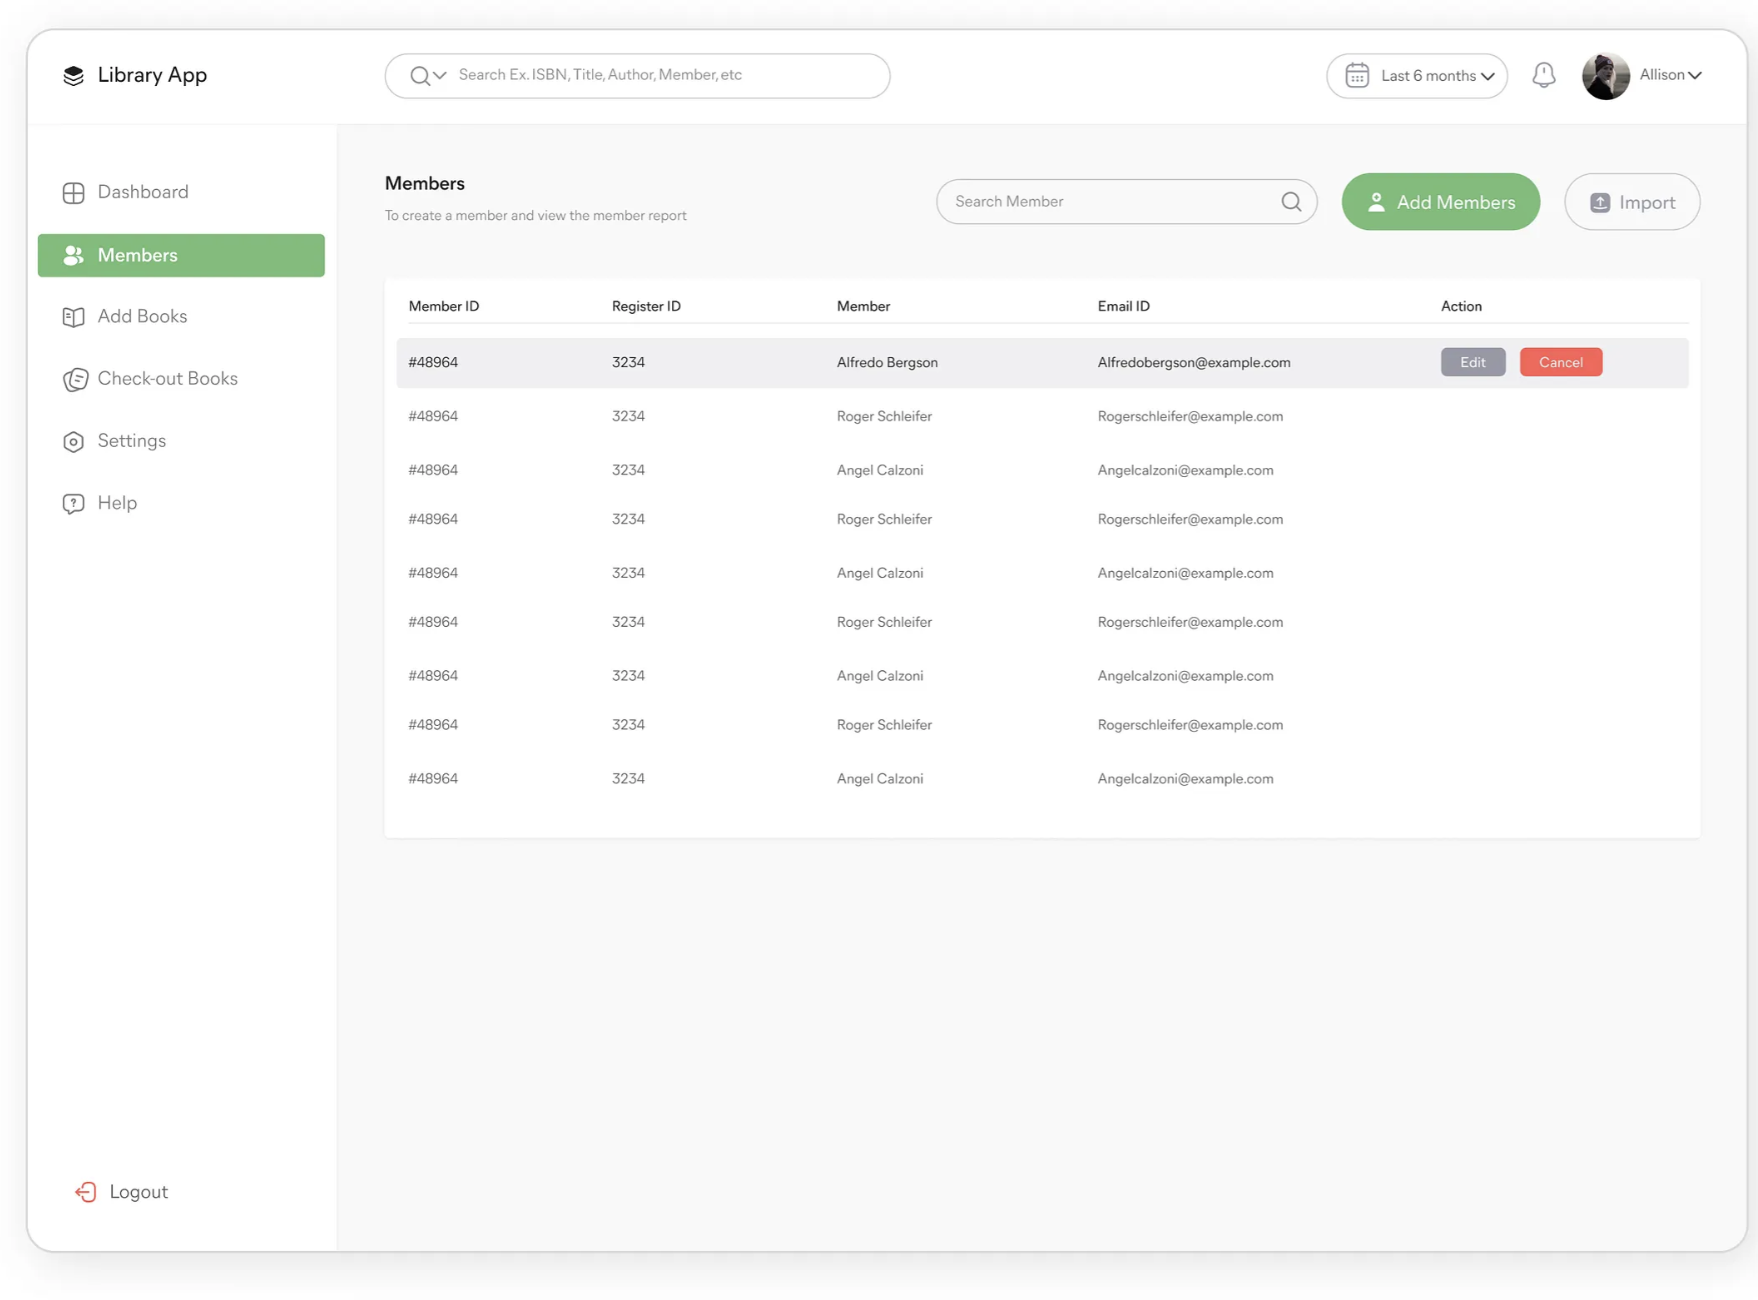 Library App
Search Ex. ISBN, Title, Author, Member, etc
Last 6 months
Allison
Dashboard
Members
Add Books
Check-out Books
Settings
Help
Logout
Members
To create a member and view the member report
Search Member
Add Members
Import
Member ID Register ID Member Email ID Action
#48964 3234 Alfredo Bergson Alfredobergson@example.com Edit Cancel
#48964 3234 Roger Schleifer Rogerschleifer@example.com
#48964 3234 Angel Calzoni Angelcalzoni@example.com
#48964 3234 Roger Schleifer Rogerschleifer@example.com
#48964 3234 Angel Calzoni Angelcalzoni@example.com
#48964 3234 Roger Schleifer Rogerschleifer@example.com
#48964 3234 Angel Calzoni Angelcalzoni@example.com
#48964 3234 Roger Schleifer Rogerschleifer@example.com
#48964 3234 Angel Calzoni Angelcalzoni@example.com